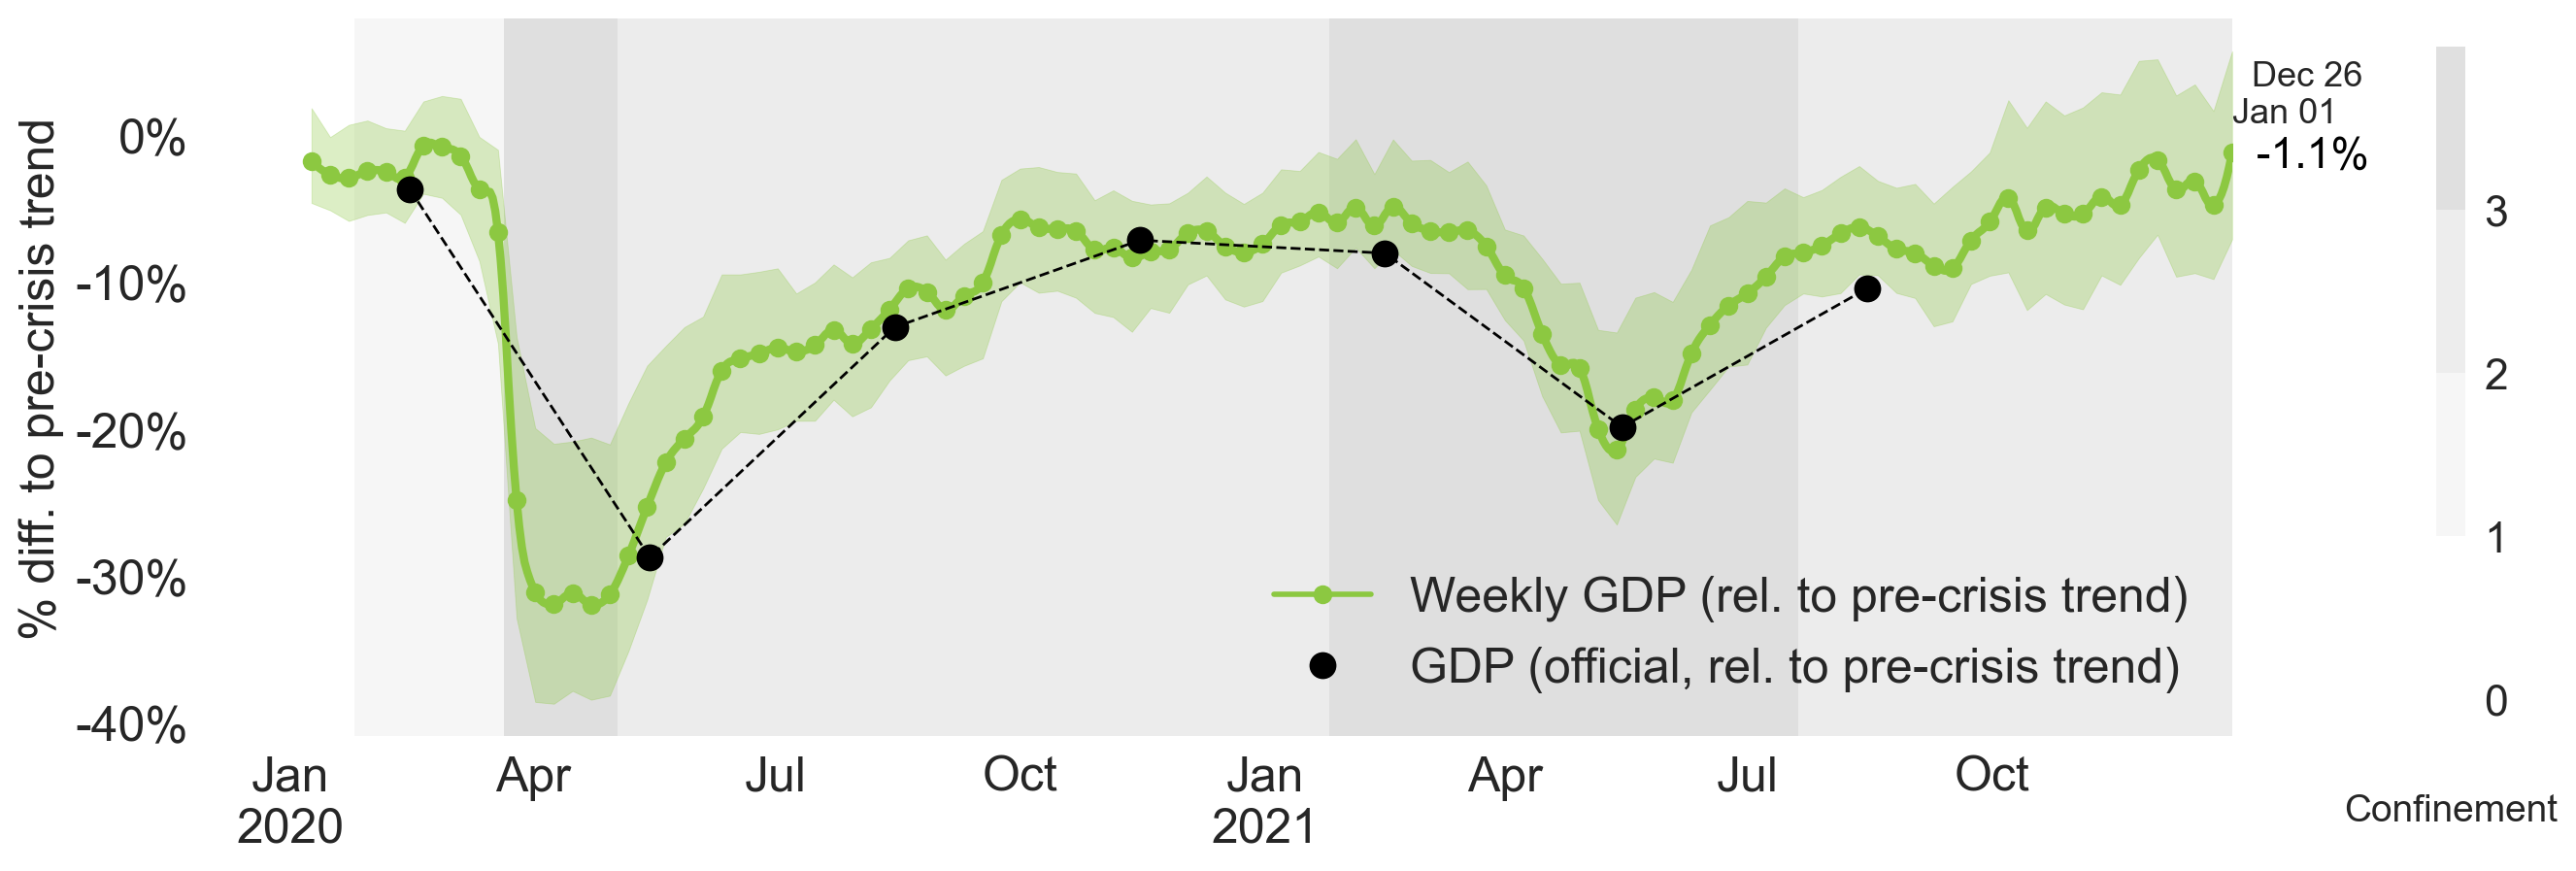 % diff. to pre-crisis trend
0%
-10%
-20%
-30%
-40%
Jan
2020
Apr
Jul
Oct
Jan
2021
Apr
Jul
Oct
Weekly GDP (rel. to pre-crisis trend)
GDP (official, rel. to pre-crisis trend)
Dec 26
Jan 01
-1.1%
3
2
1
0
Confinement